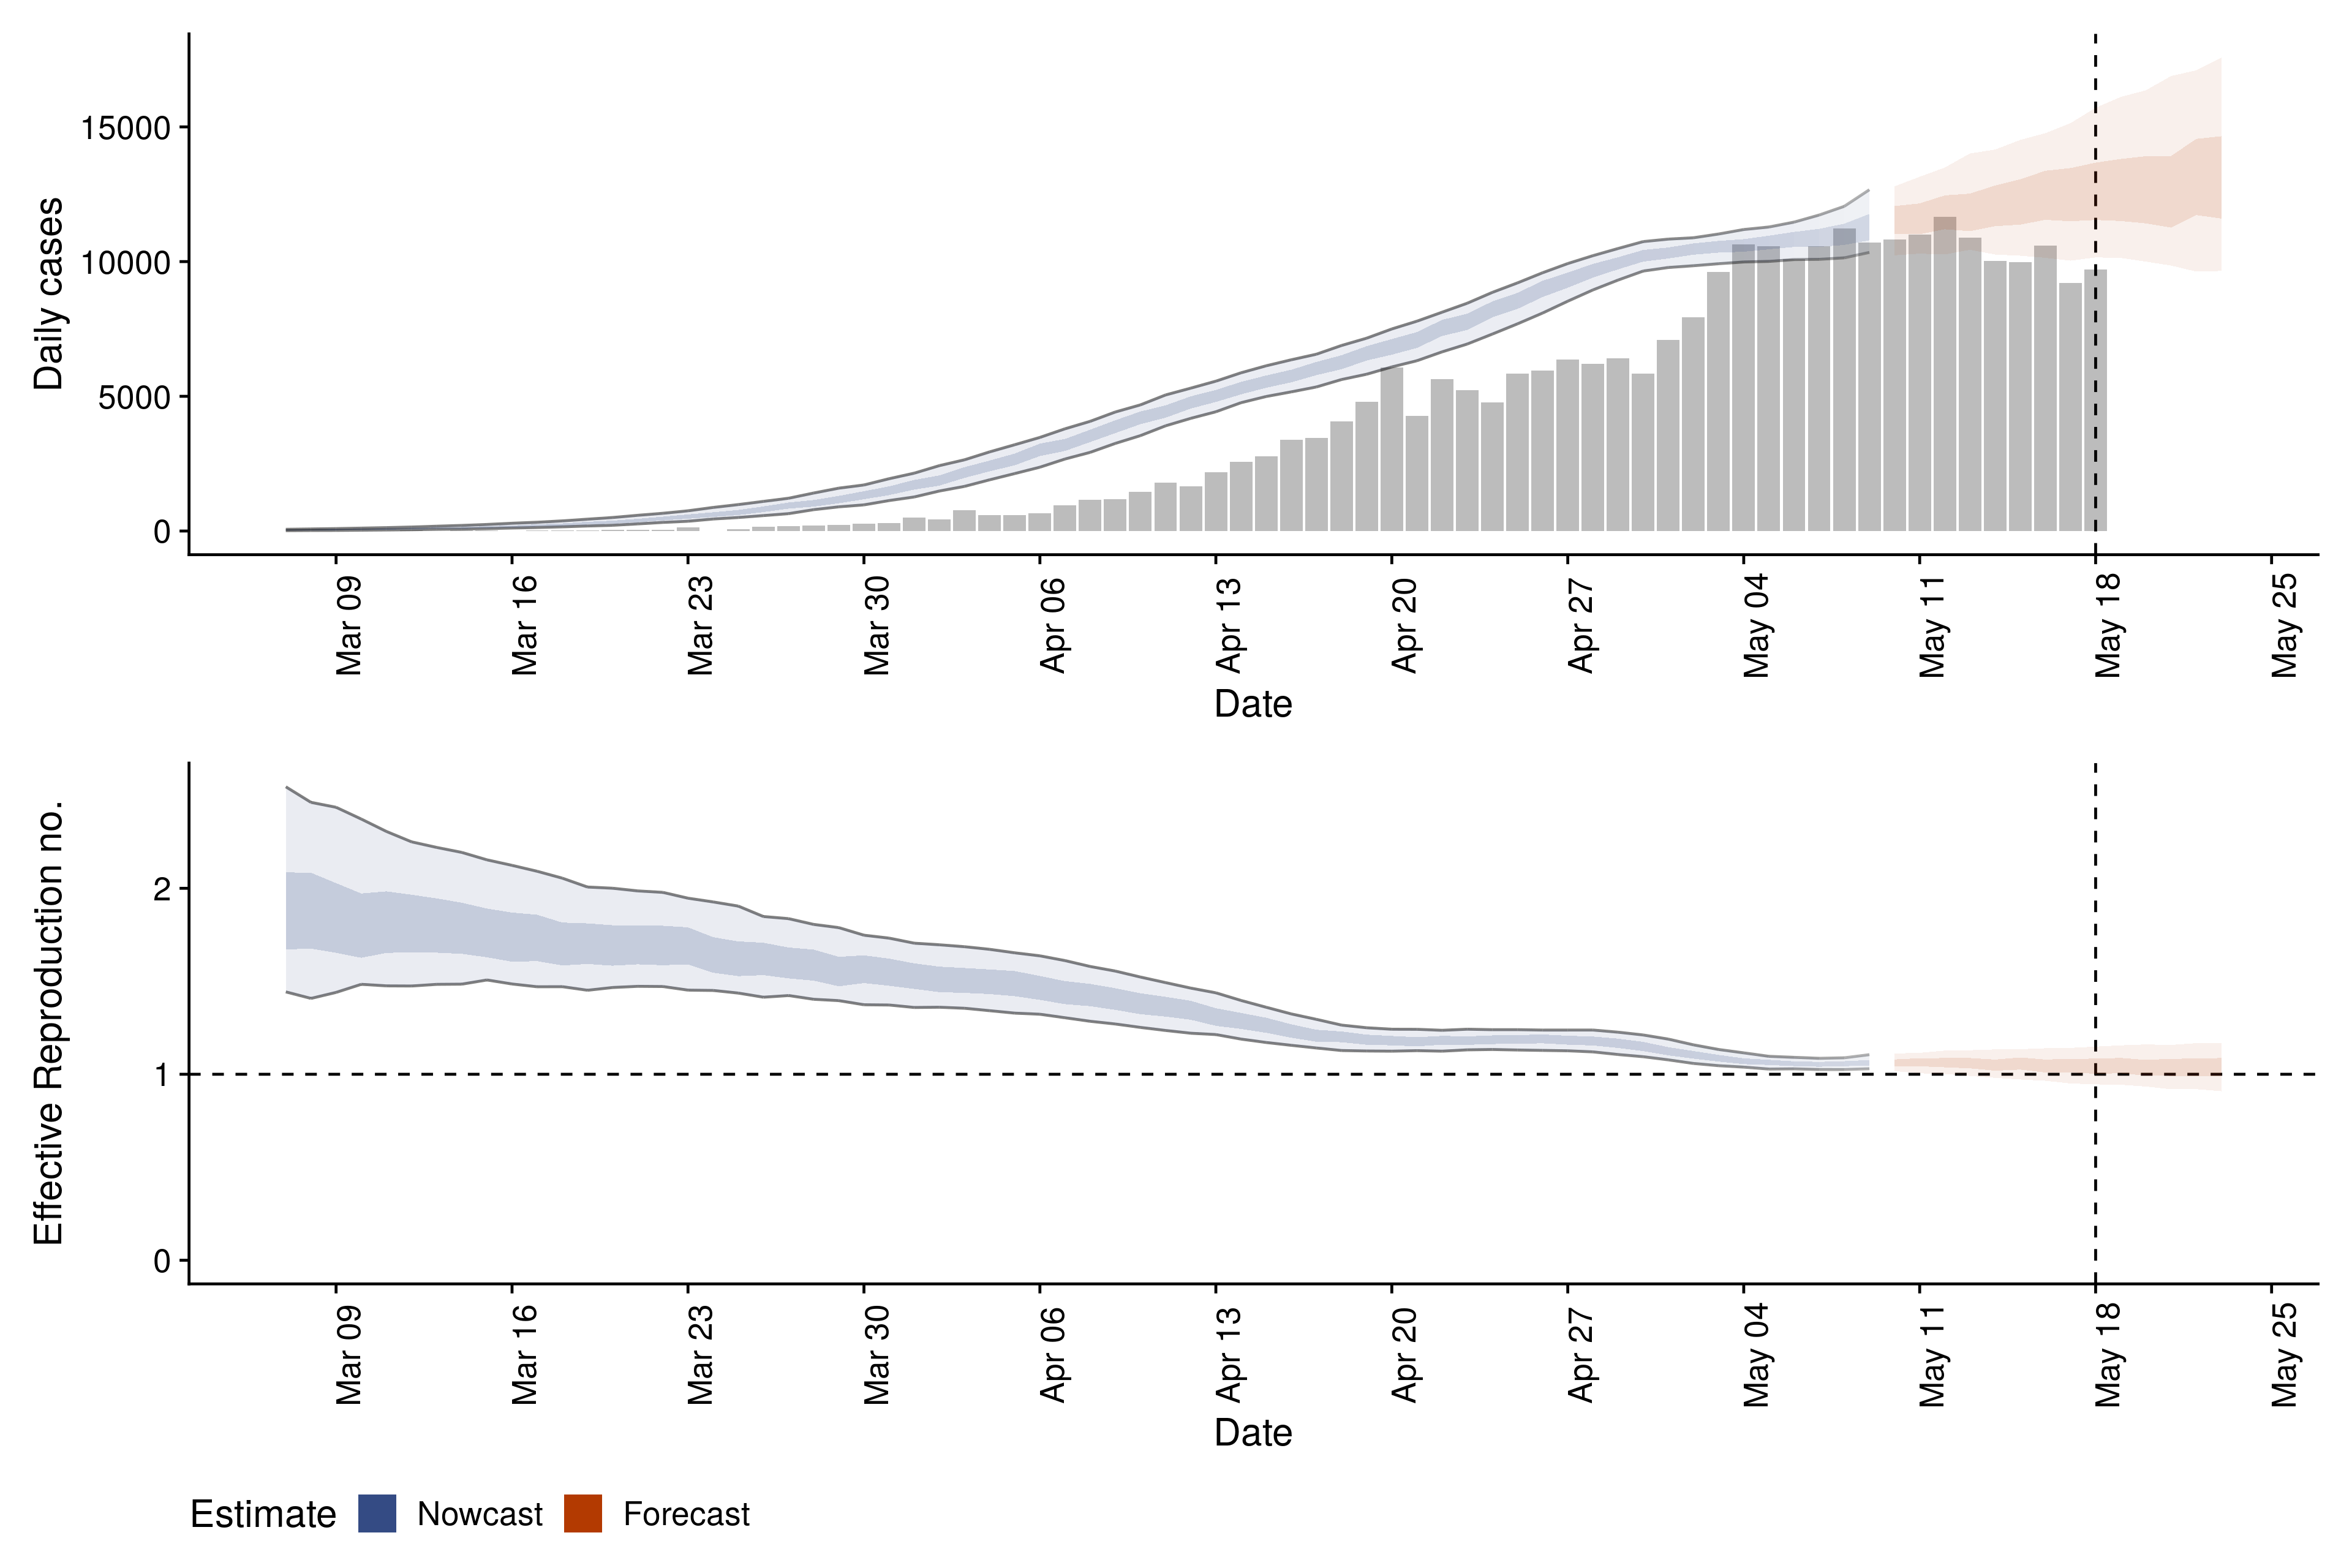 Daily cases
15000
10000
5000
0
Mar 09
Mar 16
Mar 23
Mar 30
Apr 06
Apr 13
Apr 20
Apr 27
May 04
May 11
May 18
May 25
Date
Effective Reproduction no.
2
1
0
Mar 09
Mar 16
Mar 23
Mar 30
Apr 06
Apr 13
Apr 20
Apr 27
May 04
May 11
May 18
May 25
Date
Estimate Nowcast Forecast